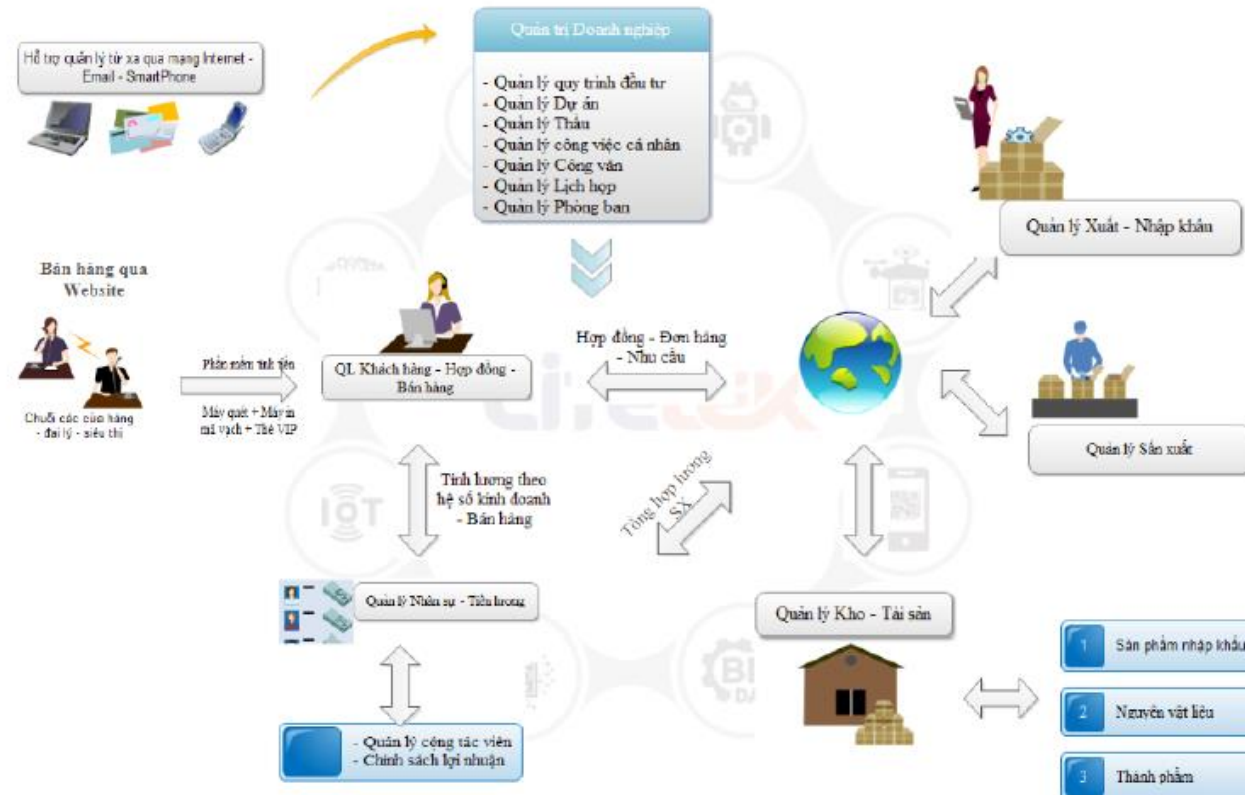 Hỗ trợ quản lý từ xa qua mạng Internet -
Email - SmartPhone
Quản trị Doanh nghiệp
- Quản lý quy trình đầu tư
- Quản lý Dự án
- Quản lý Thầu
- Quản lý công việc cá nhân
- Quản lý Công văn
- Quản lý Lịch họp
- Quản lý Phòng ban
Quản lý Xuất - Nhập khẩu
Bán hàng qua
Website
Chuỗi các cửa hàng
- đại lý - siêu thị
Phần mềm tính tiền
Máy quét + Máy in
mã vạch + Thẻ VIP
QL Khách hàng - Hợp đồng -
Bán hàng
Hợp đồng - Đơn hàng
- Nhu cầu
Quản lý Sản xuất
Tính lương theo
hệ số kinh doanh
- Bán hàng
Tổng hợp lương
SX
IOT
Quản lý Nhân sự - Tiền lương
Quản lý Kho - Tài sản
- Quản lý cộng tác viên
- Chính sách lợi nhuận
1 Sản phẩm nhập khẩu
2 Nguyên vật liệu
3 Thành phẩm